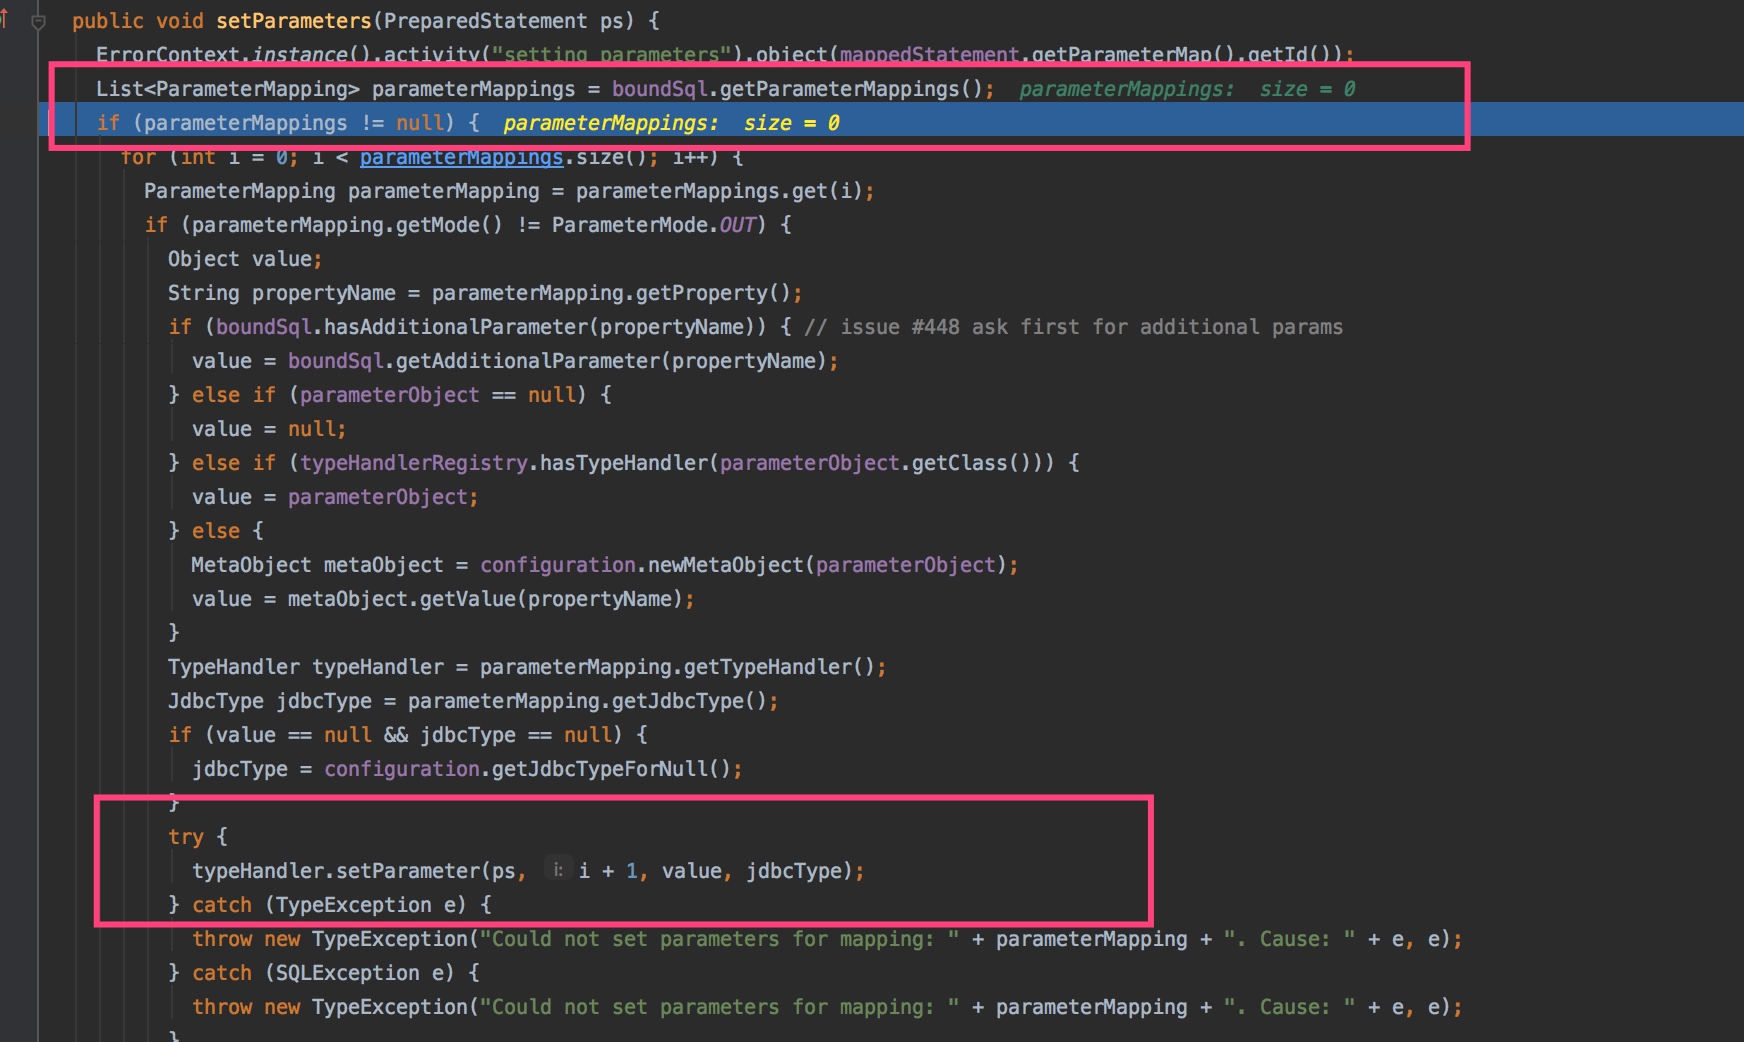 public void setParameters(PreparedStatement ps) {
ErrorContext.instance().activity("setting parameters").object(mappedStatement.getParameterMap().getId());
List<ParameterMapping> parameterMappings = boundSql.getParameterMappings();  parameterMappings:  size = 0
if (parameterMappings != null) {  parameterMappings:  size = 0
for (int i = 0; i < parameterMappings.size(); i++) {
ParameterMapping parameterMapping = parameterMappings.get(i);
if (parameterMapping.getMode() != ParameterMode.OUT) {
Object value;
String propertyName = parameterMapping.getProperty();
if (boundSql.hasAdditionalParameter(propertyName)) { // issue #448 ask first for additional params
value = boundSql.getAdditionalParameter(propertyName);
} else if (parameterObject == null) {
value = null;
} else if (typeHandlerRegistry.hasTypeHandler(parameterObject.getClass())) {
value = parameterObject;
} else {
MetaObject metaObject = configuration.newMetaObject(parameterObject);
value = metaObject.getValue(propertyName);
}
TypeHandler typeHandler = parameterMapping.getTypeHandler();
JdbcType jdbcType = parameterMapping.getJdbcType();
if (value == null && jdbcType == null) {
jdbcType = configuration.getJdbcTypeForNull();
}
try {
typeHandler.setParameter(ps, i: i + 1, value, jdbcType);
} catch (TypeException e) {
throw new TypeException("Could not set parameters for mapping: " + parameterMapping + ". Cause: " + e, e);
} catch (SQLException e) {
throw new TypeException("Could not set parameters for mapping: " + parameterMapping + ". Cause: " + e, e);
}